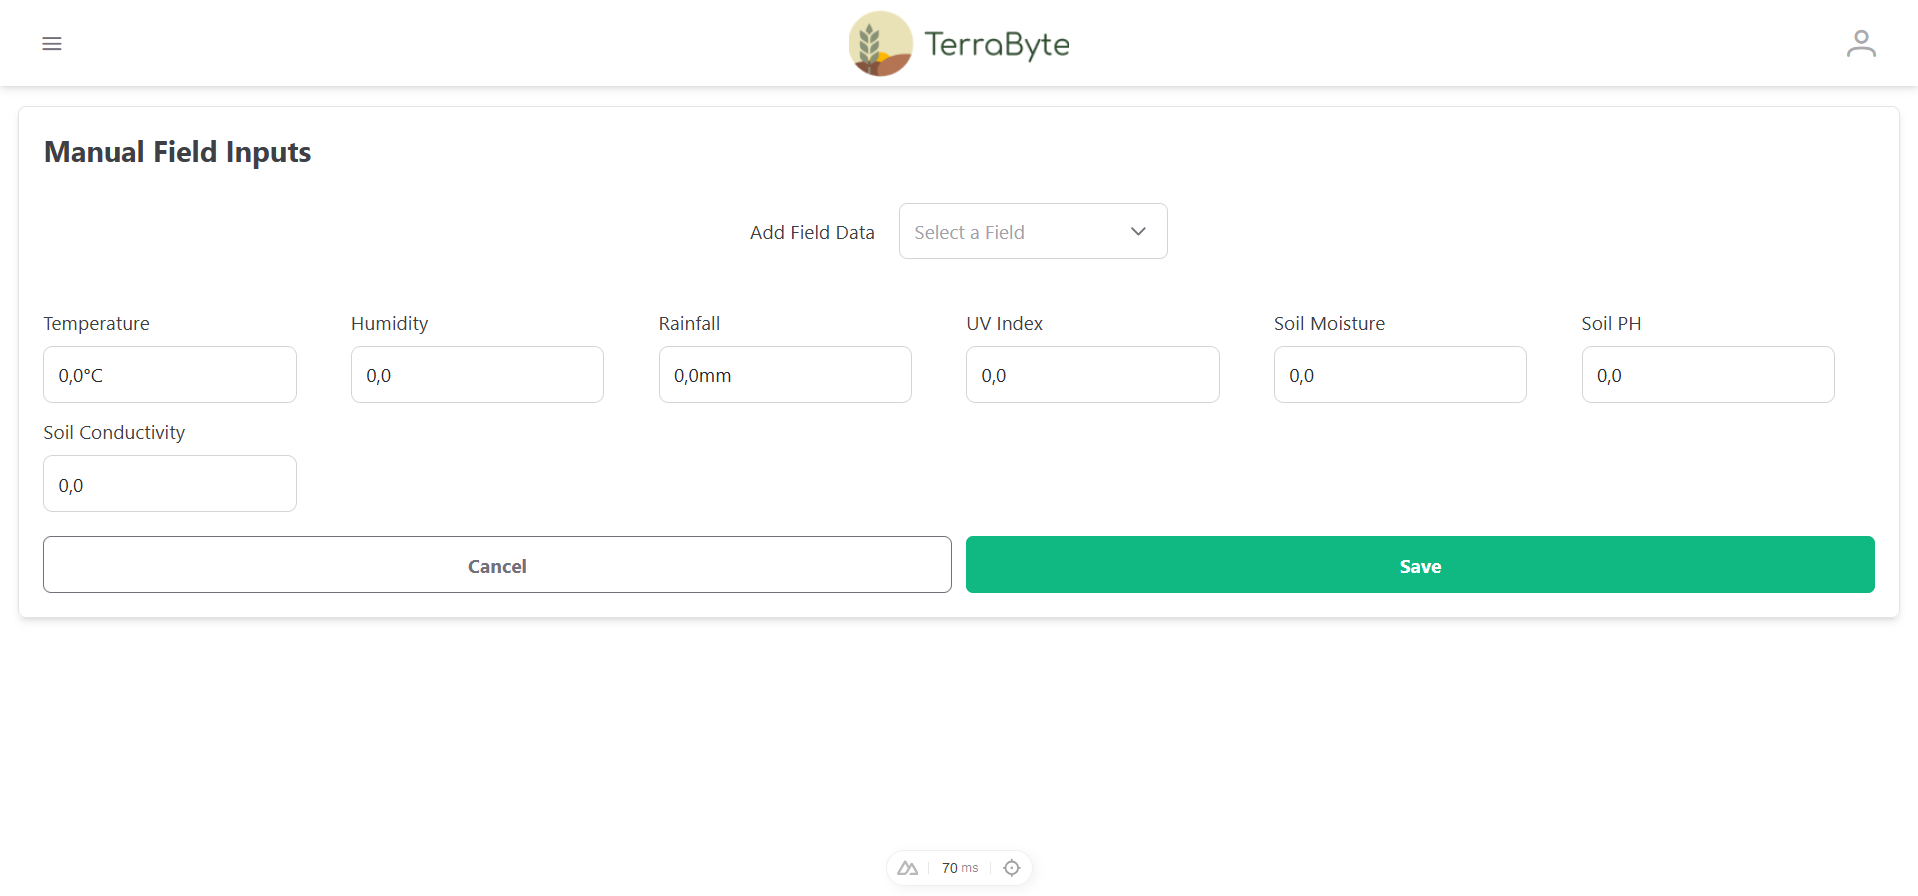 TerraByte
Manual Field Inputs
Add Field Data Select a Field
Temperature Humidity Rainfall UV Index Soil Moisture Soil PH
0,0°C 0,0 0,0mm 0,0 0,0 0,0
Soil Conductivity
0,0
Cancel Save
70 ms